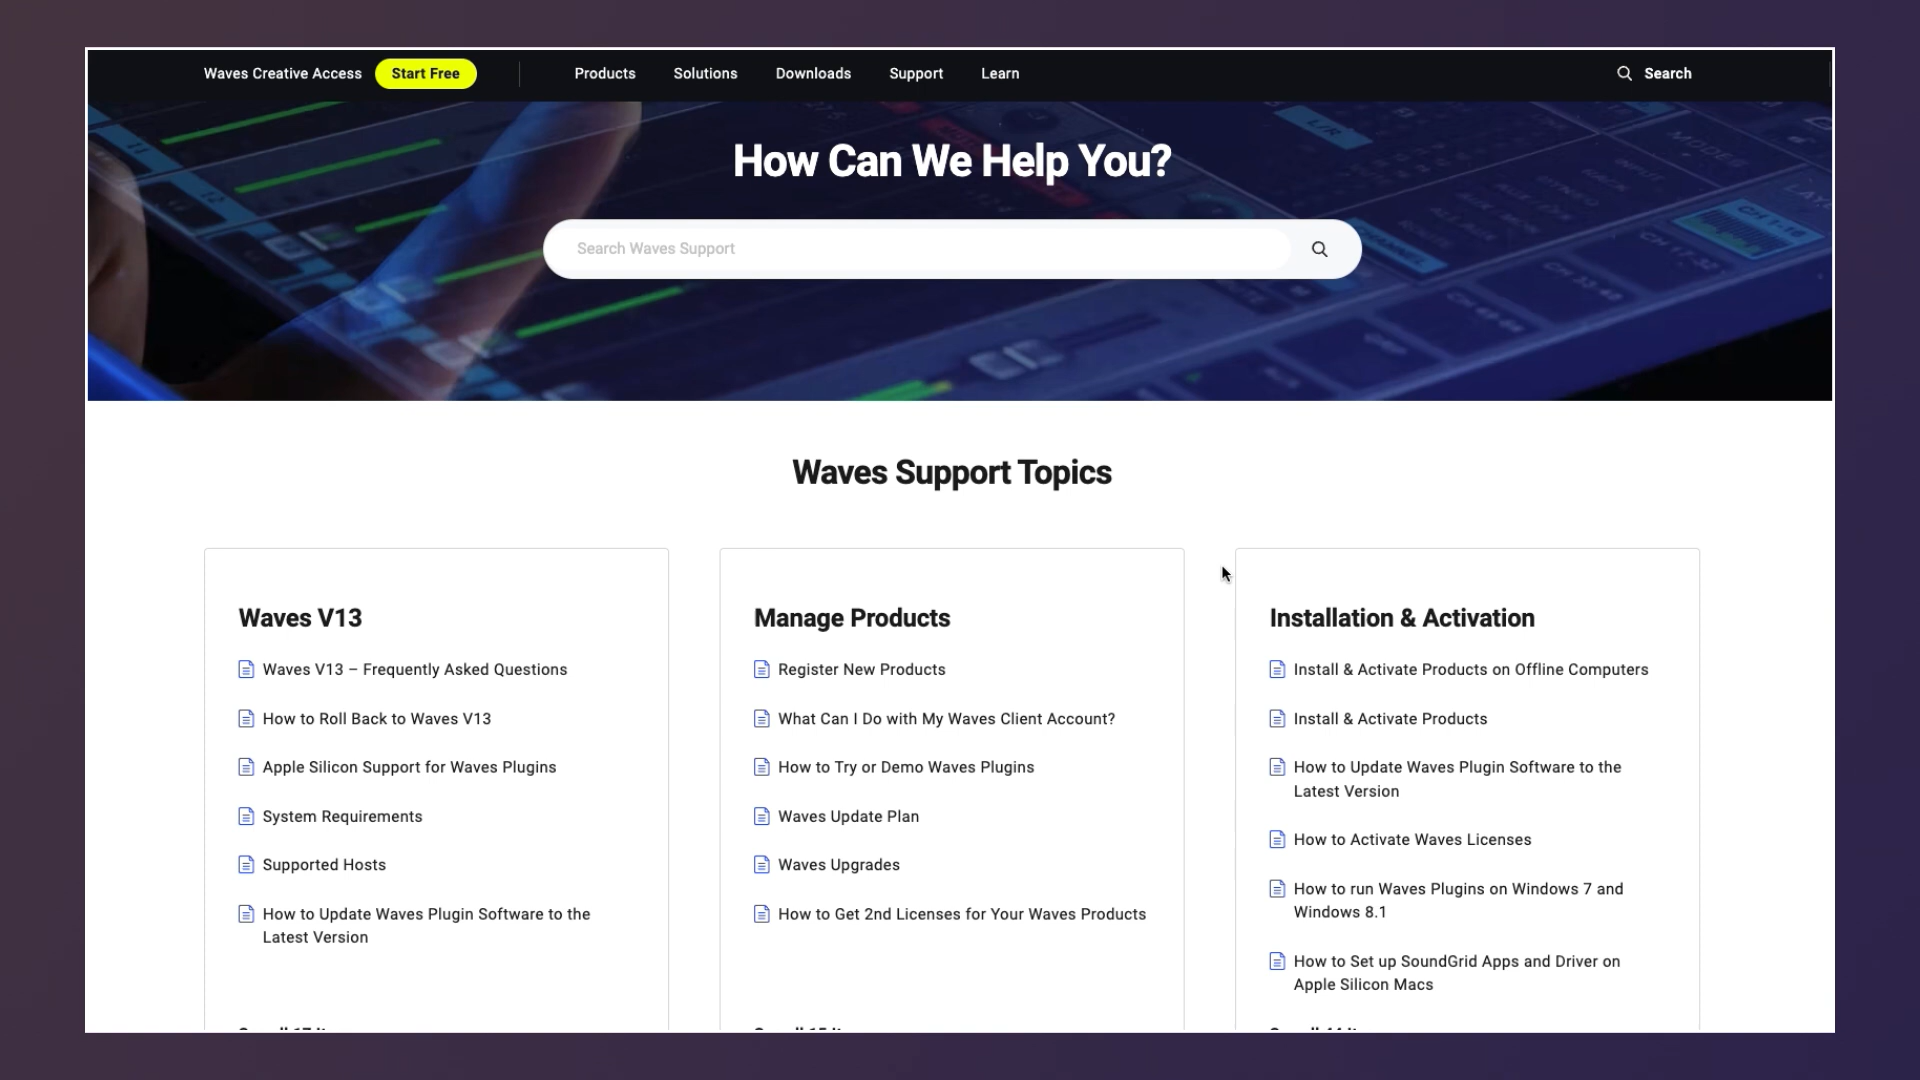 Waves Creative Access Start Free Products Solutions Downloads Support Learn Search
How Can We Help You?
Search Waves Support
Waves Support Topics
Waves V13
Waves V13 – Frequently Asked Questions
How to Roll Back to Waves V13
Apple Silicon Support for Waves Plugins
System Requirements
Supported Hosts
How to Update Waves Plugin Software to the
Latest Version
Manage Products
Register New Products
What Can I Do with My Waves Client Account?
How to Try or Demo Waves Plugins
Waves Update Plan
Waves Upgrades
How to Get 2nd Licenses for Your Waves Products
Installation & Activation
Install & Activate Products on Offline Computers
Install & Activate Products
How to Update Waves Plugin Software to the
Latest Version
How to Activate Waves Licenses
How to run Waves Plugins on Windows 7 and
Windows 8.1
How to Set up SoundGrid Apps and Driver on
Apple Silicon Macs